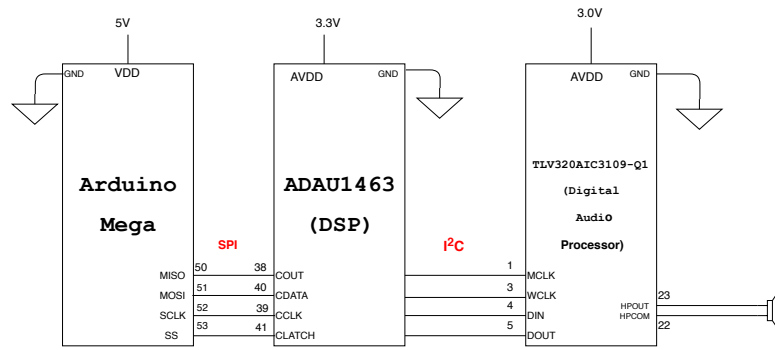 5V
3.3V
3.0V
GND
VDD
AVDD
GND
AVDD
GND
Arduino
Mega
ADAU1463
(DSP)
TLV320AIC3109-Q1
(Digital
Audio
Processor)
SPI
I²C
MISO 50 38 COUT
MOSI 51 40 CDATA
SCLK 52 39 CCLK
SS 53 41 CLATCH
1 MCLK
3 WCLK
4 DIN
5 DOUT
HPOUT 23
HPCOM 22